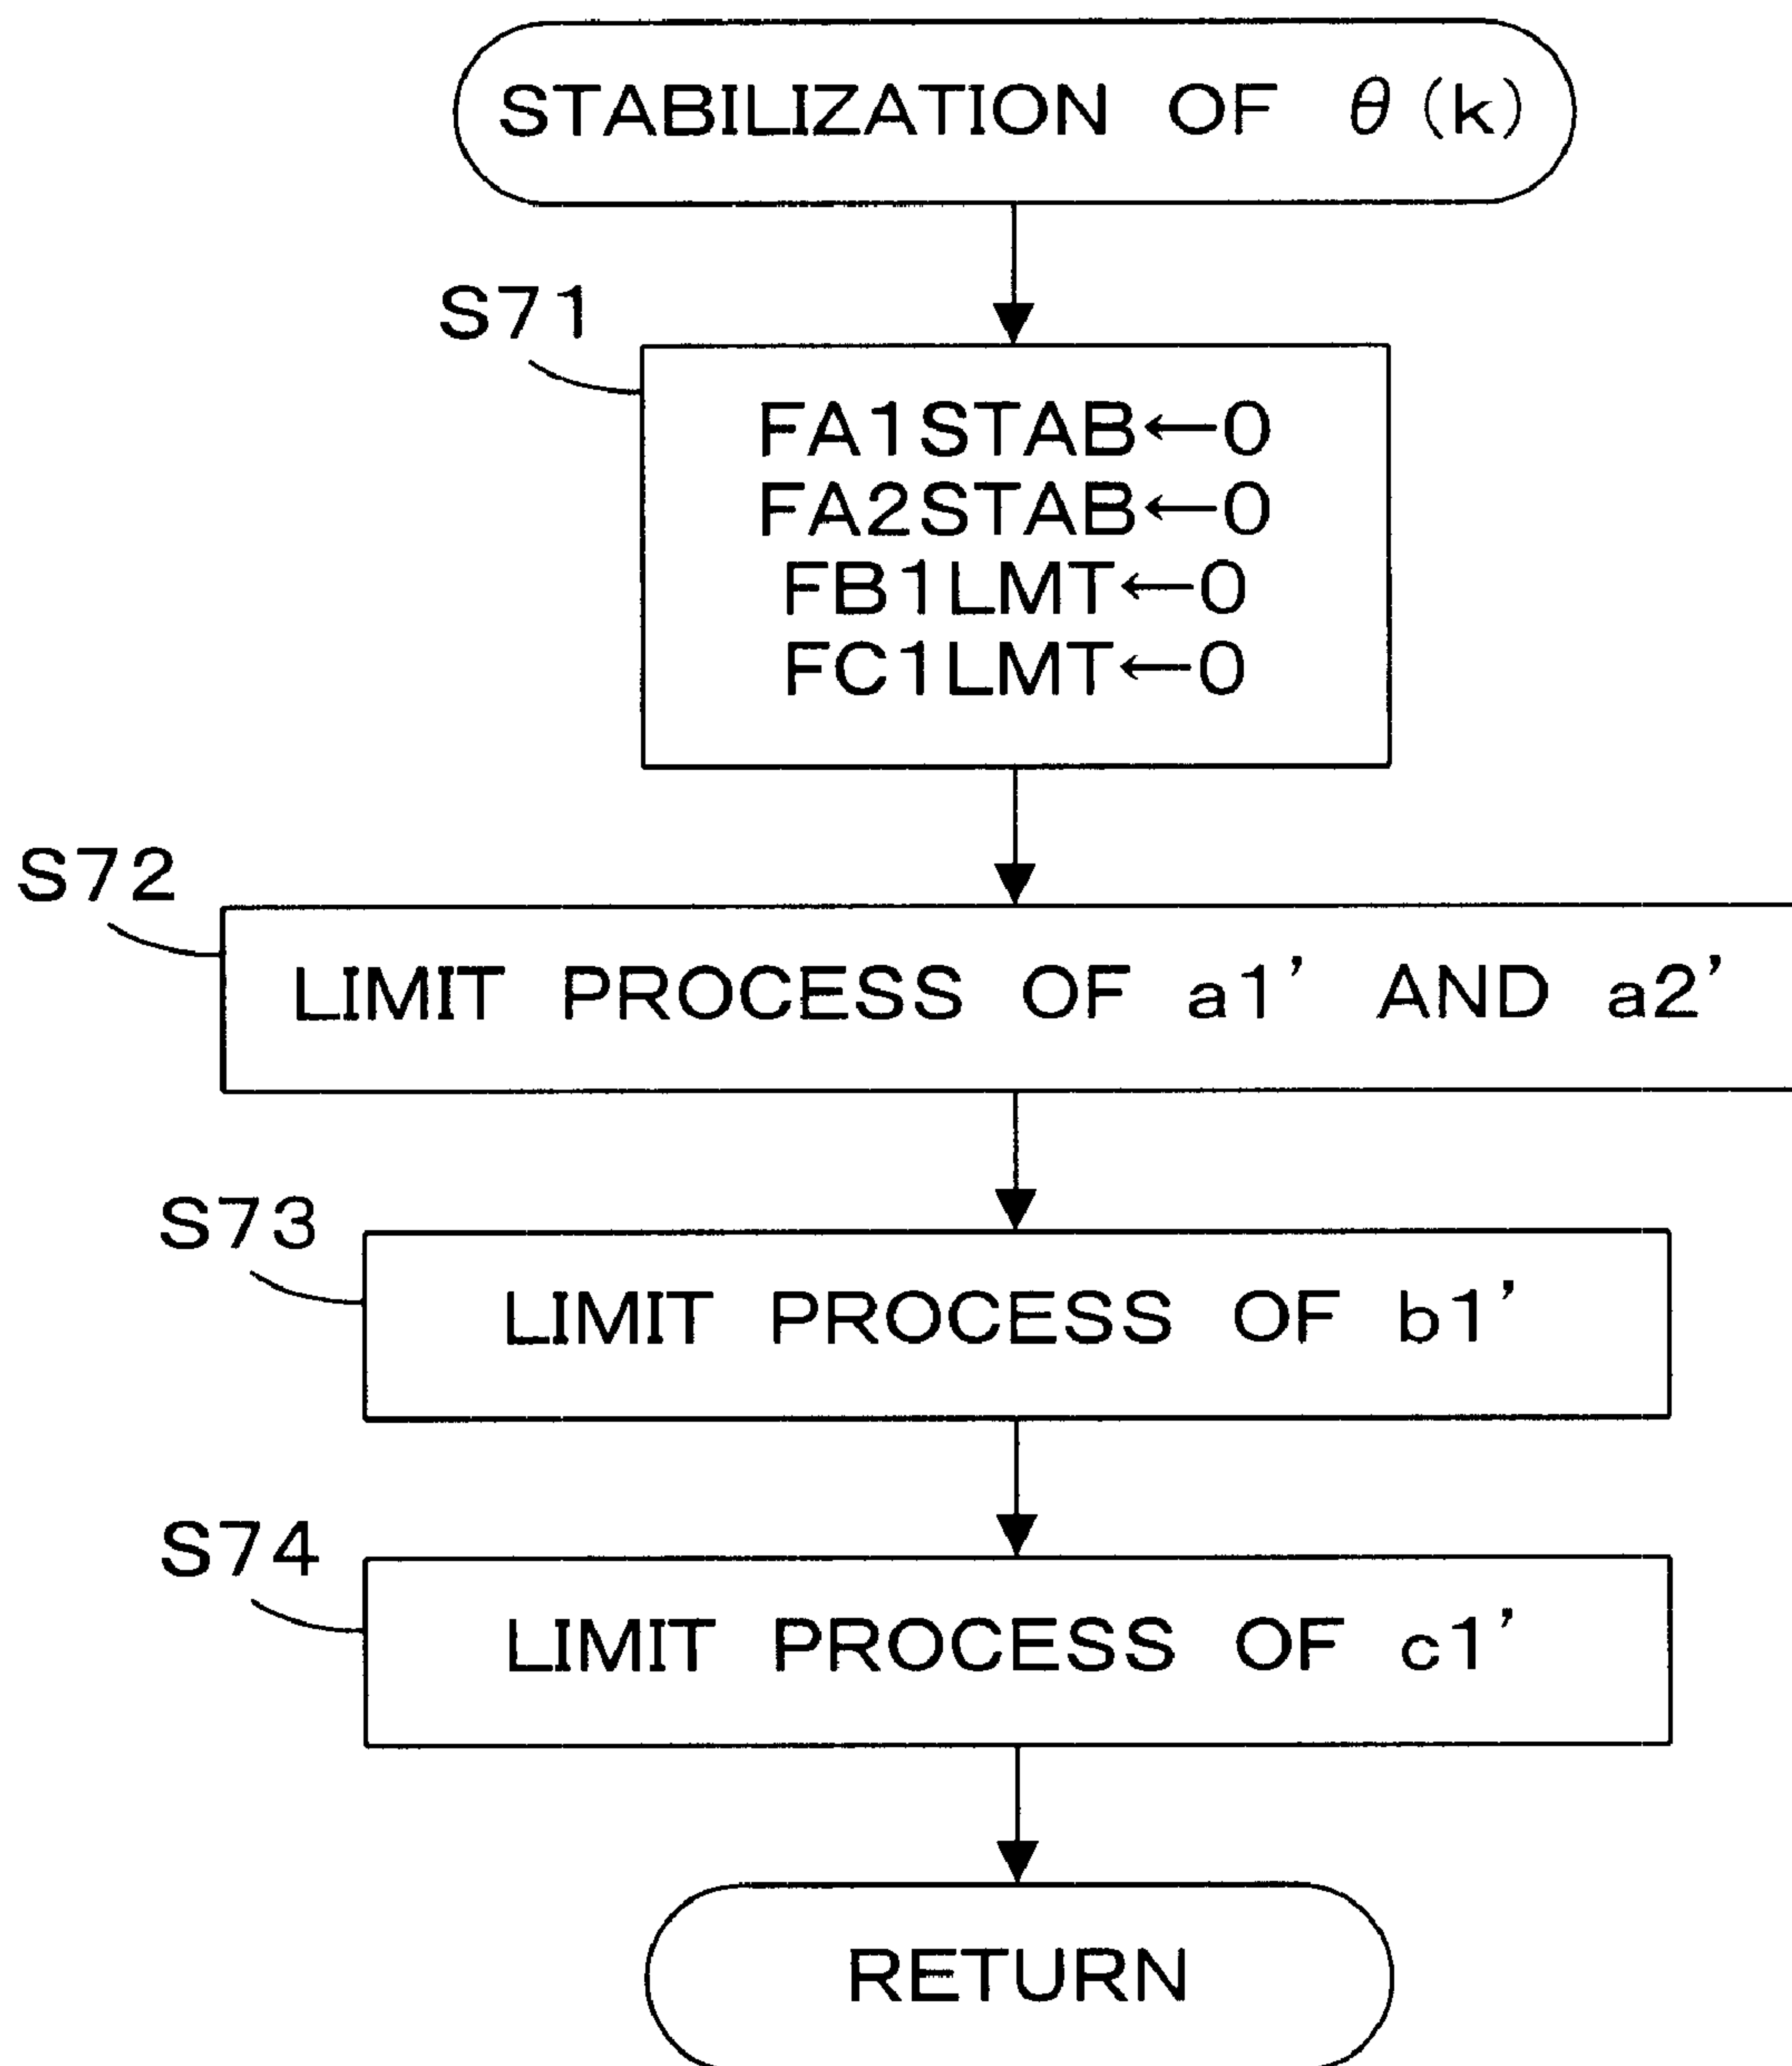 STABILIZATION OF θ(k)
S71
FA1STAB←0
FA2STAB←0
FB1LMT←0
FC1LMT←0
S72
LIMIT PROCESS OF a1' AND a2'
S73
LIMIT PROCESS OF b1'
S74
LIMIT PROCESS OF c1'
RETURN